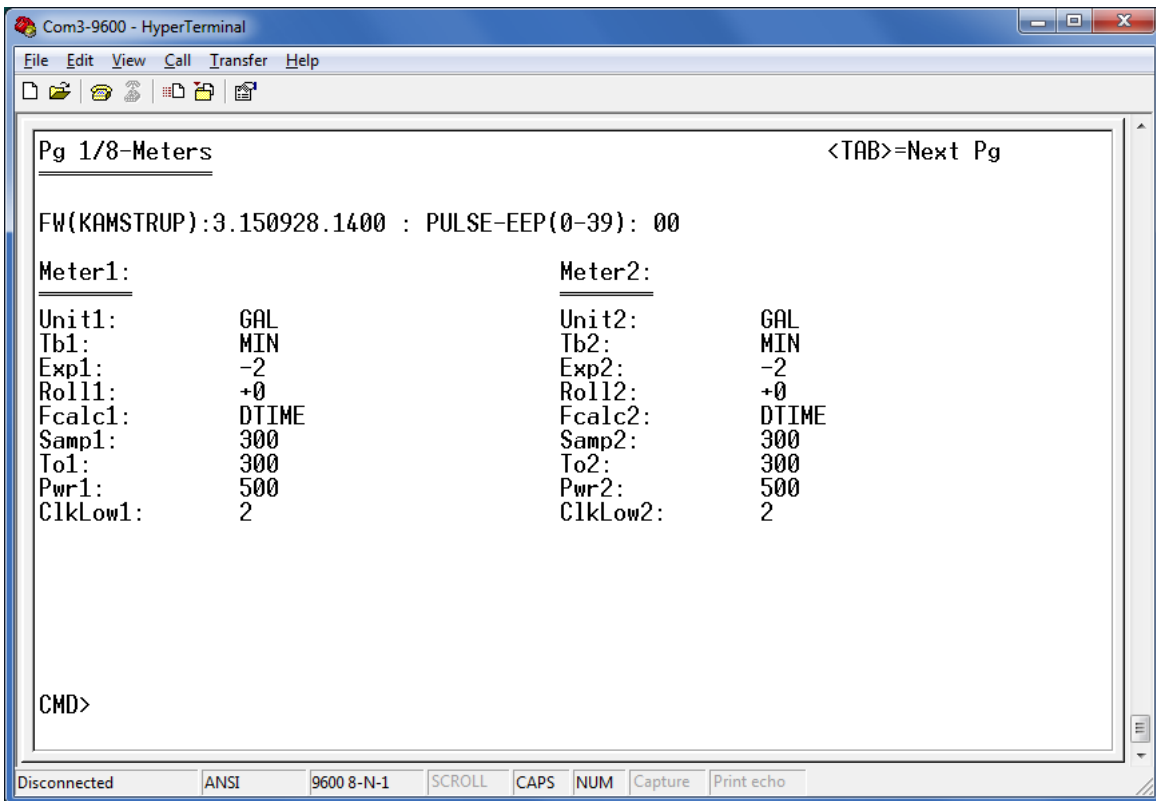 Com3-9600 - HyperTerminal
File Edit View Call Transfer Help
Pg 1/8-Meters <TAB>=Next Pg
FW(KAMSTRUP):3.150928.1400 : PULSE-EEP(0-39): 00
Meter1: Meter2:
Unit1: GAL Unit2: GAL
Tb1: MIN Tb2: MIN
Exp1: -2 Exp2: -2
Roll1: +0 Roll2: +0
Fcalc1: DTIME Fcalc2: DTIME
Samp1: 300 Samp2: 300
To1: 300 To2: 300
Pwr1: 500 Pwr2: 500
ClkLow1: 2 ClkLow2: 2
CMD>
Disconnected ANSI 9600 8-N-1 SCROLL CAPS NUM Capture Print echo